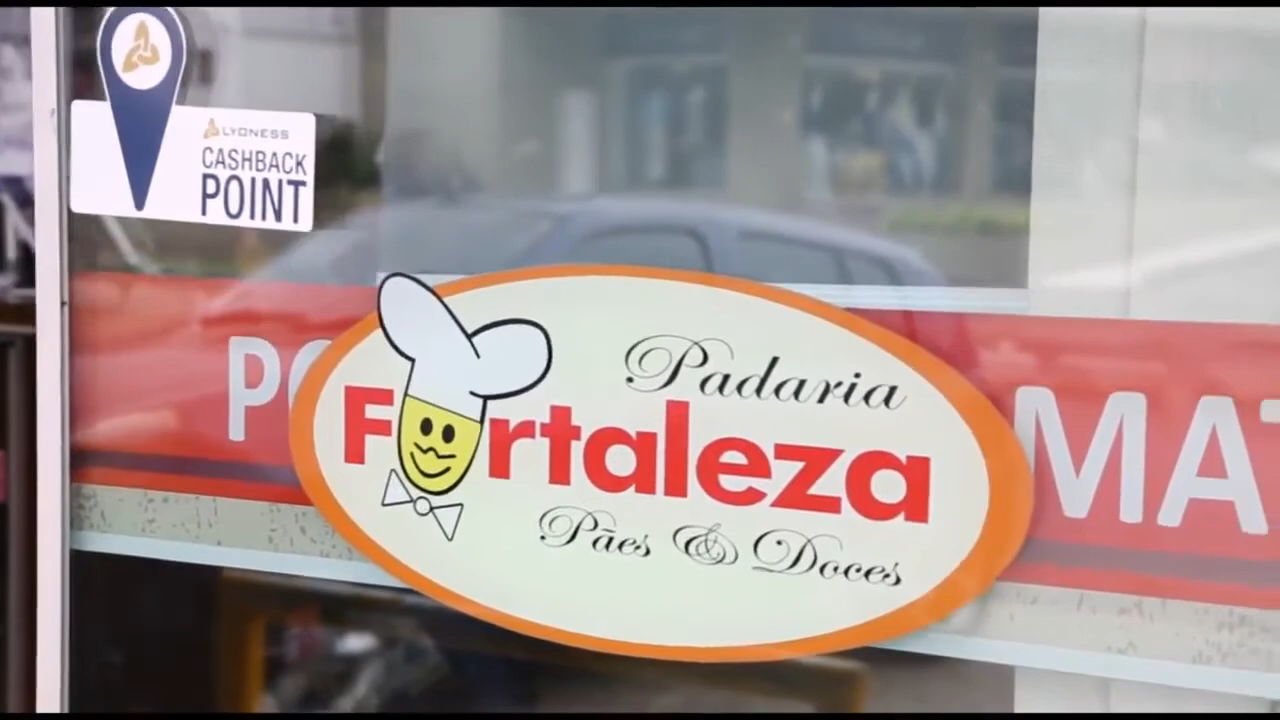 LYONESS
CASHBACK
POINT
Padaria
Fortaleza
Pães & Doces